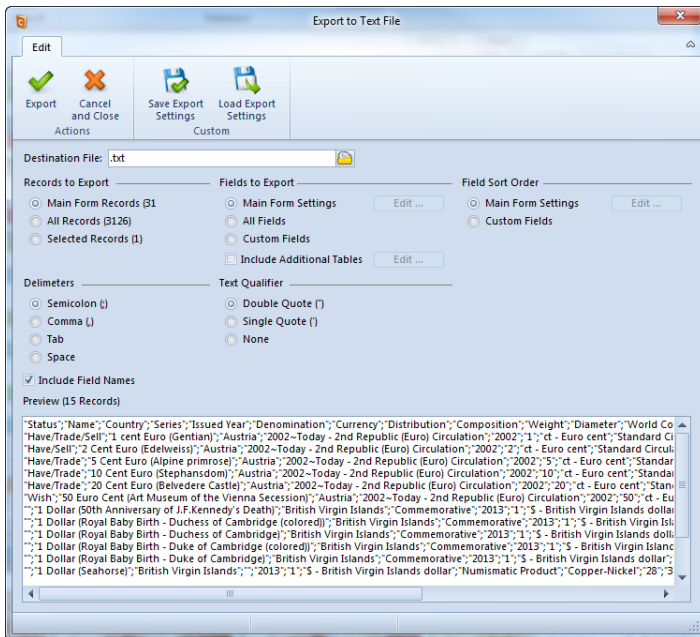 Export to Text File
Edit
Export
Cancel and Close
Save Export Settings
Load Export Settings
Actions
Custom
Destination File: .txt
Records to Export
Fields to Export
Field Sort Order
Main Form Records (31
Main Form Settings
Edit ...
Main Form Settings
Edit ...
All Records (3126)
All Fields
Custom Fields
Selected Records (1)
Custom Fields
Include Additional Tables
Edit ...
Delimeters
Text Qualifier
Semicolon (;)
Double Quote (")
Comma (,)
Single Quote (')
Tab
None
Space
Include Field Names
Preview (15 Records)
"Status";"Name";"Country";"Series";"Issued Year";"Denomination";"Currency";"Distribution";"Composition";"Weight";"Diameter";"World Co
"Have/Trade/Sell";"1 cent Euro (Gentian)";"Austria";"2002~Today - 2nd Republic (Euro) Circulation";"2002";"1";"ct - Euro cent";"Standard Ci
"Have/Sell";"2 Cent Euro (Edelweiss)";"Austria";"2002~Today - 2nd Republic (Euro) Circulation";"2002";"2";"ct - Euro cent";"Standard Circula
"Have/Trade";"5 Cent Euro (Alpine primrose)";"Austria";"2002~Today - 2nd Republic (Euro) Circulation";"2002";"5";"ct - Euro cent";"Standar
"Have/Trade";"10 Cent Euro (Stephansdom)";"Austria";"2002~Today - 2nd Republic (Euro) Circulation";"2002";"10";"ct - Euro cent";"Standar
"Have/Trade";"20 Cent Euro (Belvedere Castle)";"Austria";"2002~Today - 2nd Republic (Euro) Circulation";"2002";"20";"ct - Euro cent";"Stan
"Wish";"50 Euro Cent (Art Museum of the Vienna Secession)";"Austria";"2002~Today - 2nd Republic (Euro) Circulation";"2002";"50";"ct - Eu
"";"1 Dollar (50th Anniversary of J.F.Kennedy's Death)";"British Virgin Islands";"Commemorative";"2013";"1";"$ - British Virgin Islands dollar
"";"1 Dollar (Royal Baby Birth - Duchess of Cambridge (colored))";"British Virgin Islands";"Commemorative";"2013";"1";"$ - British Virgin Isla
"";"1 Dollar (Royal Baby Birth - Duchess of Cambridge)";"British Virgin Islands";"Commemorative";"2013";"1";"$ - British Virgin Islands dolla
"";"1 Dollar (Royal Baby Birth - Duke of Cambridge (colored))";"British Virgin Islands";"Commemorative";"2013";"1";"$ - British Virgin Islanc
"";"1 Dollar (Royal Baby Birth - Duke of Cambridge)";"British Virgin Islands";"Commemorative";"2013";"1";"$ - British Virgin Islands dollar";
"";"1 Dollar (Seahorse)";"British Virgin Islands";"";"2013";"1";"$ - British Virgin Islands dollar";"Numismatic Product";"Copper-Nickel";"28";"3